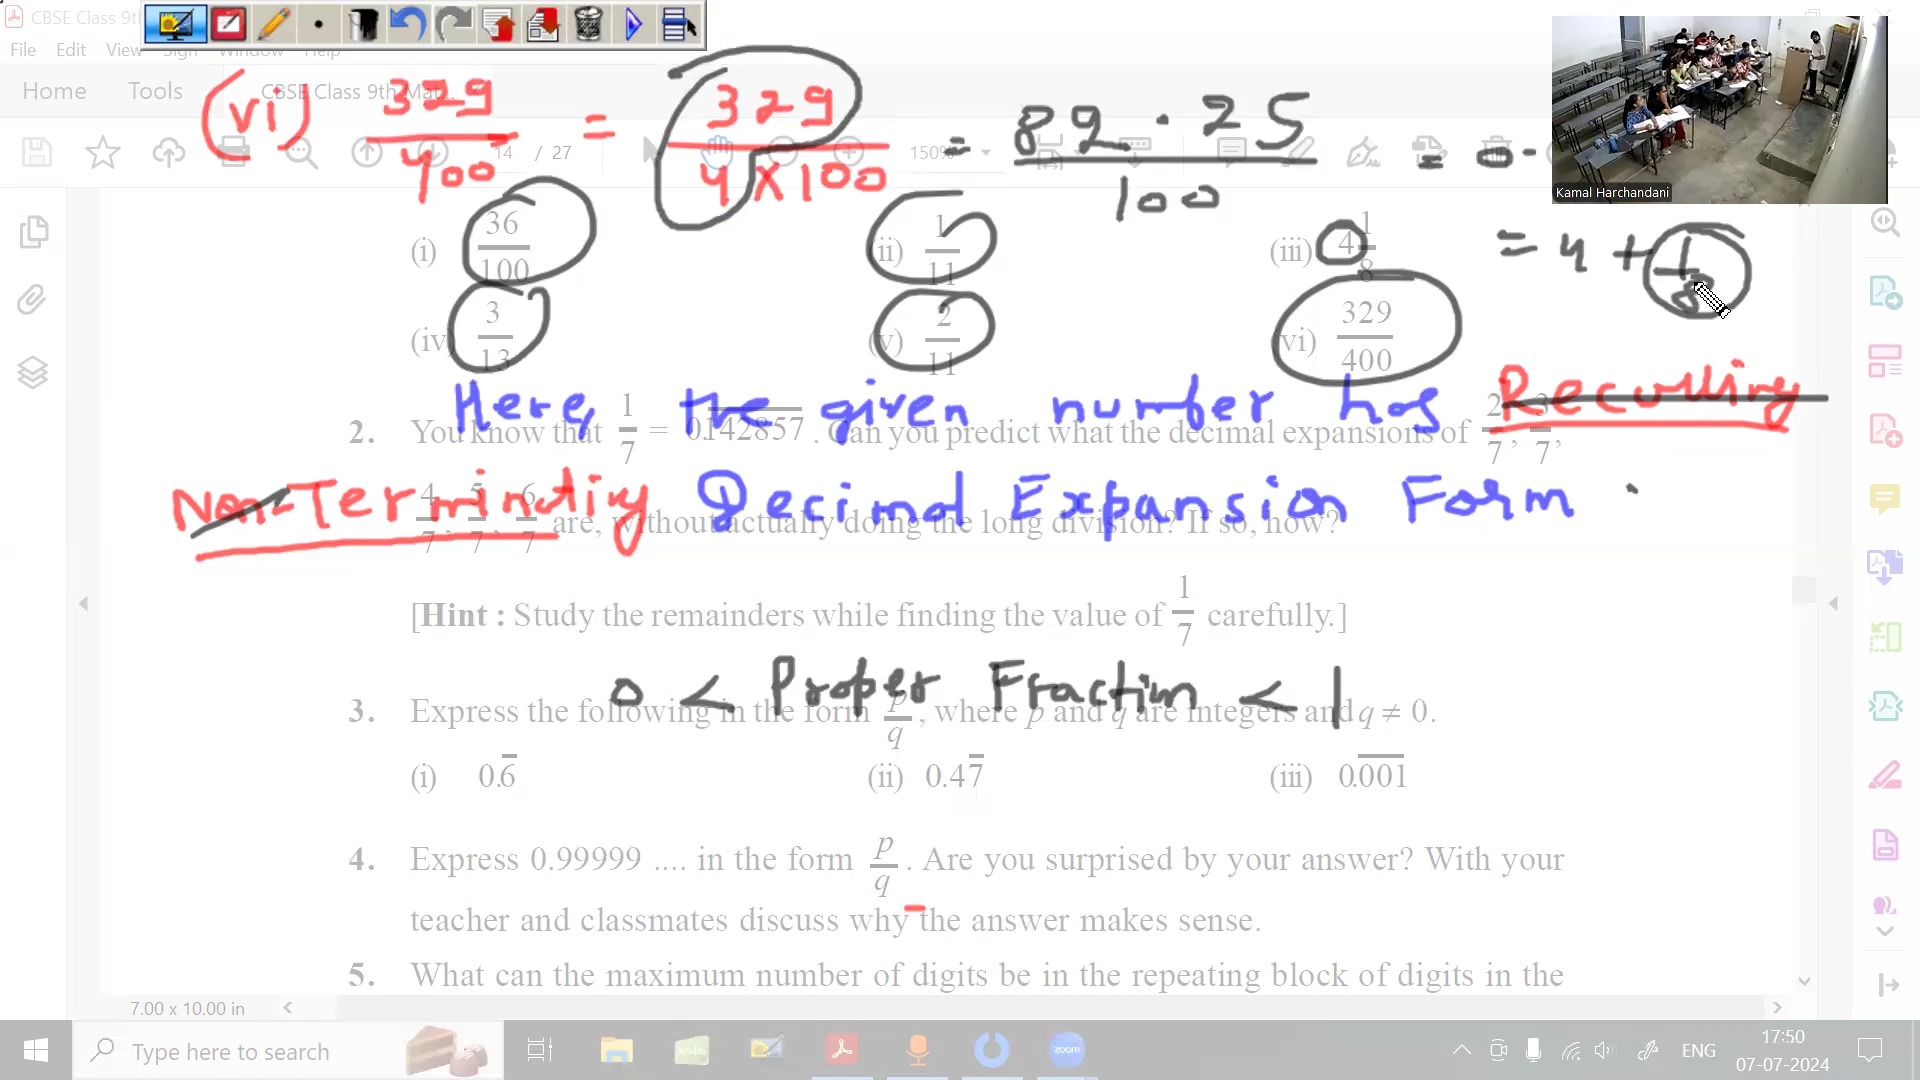 CBSE Class 9th
File Edit View Sign Window Help
Home Tools CBSE Class 9th Mat...
14 / 27 150%
Kamal Harchandani
(vi) 329/400 = 329/(4 × 100) = 82.25/100 = 0.
(i) 36/100 (ii) 1/11 (iii) 4 1/8 = 4 + 1/8
(iv) 3/13 (v) 2/11 (vi) 329/400
Here, the given number has Recurring
2. You know that 1/7 = 0.142857. Can you predict what the decimal expansions of 2/7, 3/7,
Non-Terminating Decimal Expansion Form.
4/7, 5/7, 6/7 are, without actually doing the long division? If so, how?
[Hint : Study the remainders while finding the value of 1/7 carefully.]
0 < Proper Fraction < 1
3. Express the following in the form p/q, where p and q are integers and q ≠ 0.
(i) 0.6̅ (ii) 0.47̅ (iii) 0.0̅0̅1̅
4. Express 0.99999 .... in the form p/q. Are you surprised by your answer? With your
teacher and classmates discuss why the answer makes sense.
5. What can the maximum number of digits be in the repeating block of digits in the
7.00 x 10.00 in
Type here to search
zoom
ENG
17:50
07-07-2024